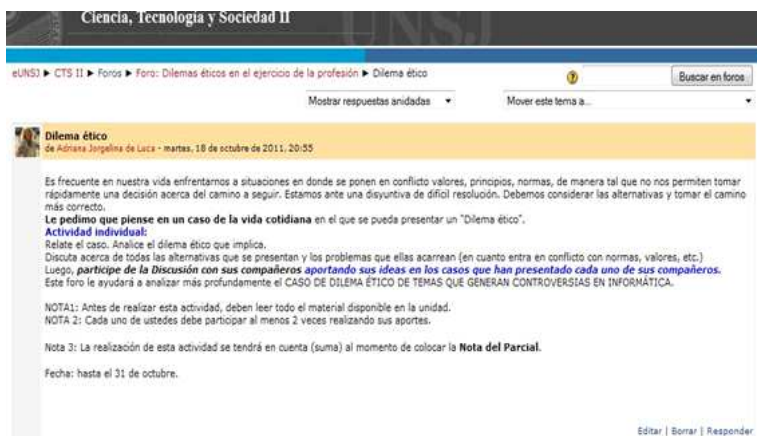 Ciencia, Tecnología y Sociedad II
UNSJ
eUNSJ ► CTS II ► Foros ► Foro: Dilemas éticos en el ejercicio de la profesión ► Dilema ético
Buscar en foros
Mostrar respuestas anidadas
Mover este tema a...
Dilema ético
de Adriana Jorgelina de Luca - martes, 18 de octubre de 2011, 20:55
Es frecuente en nuestra vida enfrentarnos a situaciones en donde se ponen en conflicto valores, principios, normas, de manera tal que no nos permiten tomar
rápidamente una decisión acerca del camino a seguir. Estamos ante una disyuntiva de difícil resolución. Debemos considerar las alternativas y tomar el camino
más correcto.
Le pedimo que piense en un caso de la vida cotidiana en el que se pueda presentar un "Dilema ético".
Actividad individual:
Relate el caso. Analice el dilema ético que implica.
Discuta acerca de todas las alternativas que se presentan y los problemas que ellas acarrean (en cuanto entra en conflicto con normas, valores, etc.)
Luego, participe de la Discusión con sus compañeros aportando sus ideas en los casos que han presentado cada uno de sus compañeros.
Este foro le ayudará a analizar más profundamente el CASO DE DILEMA ÉTICO DE TEMAS QUE GENERAN CONTROVERSIAS EN INFORMÁTICA.
NOTA1: Antes de realizar esta actividad, deben leer todo el material disponible en la unidad.
NOTA 2: Cada uno de ustedes debe participar al menos 2 veces realizando sus aportes.
Nota 3: La realización de esta actividad se tendrá en cuenta (suma) al momento de colocar la Nota del Parcial.
Fecha: hasta el 31 de octubre.
Editar | Borrar | Responder